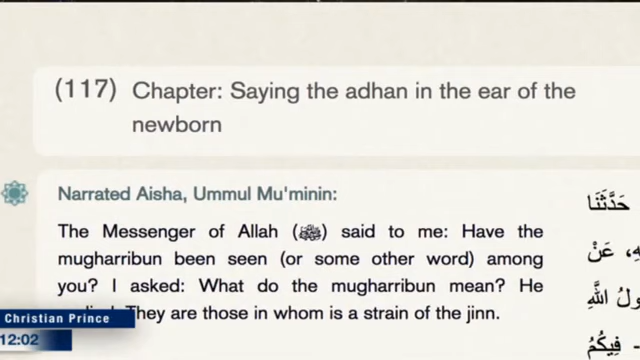 (117) Chapter: Saying the adhan in the ear of the
newborn
Narrated Aisha, Ummul Mu'minin:
حَدَّثَنَا
The Messenger of Allah (ﷺ) said to me: Have the
mugharribun been seen (or some other word) among
عَنْ
you? I asked: What do the mugharribun mean? He
They are those in whom is a strain of the jinn.
اللَّهِ
فِيكُمُ
Christian Prince
12:02